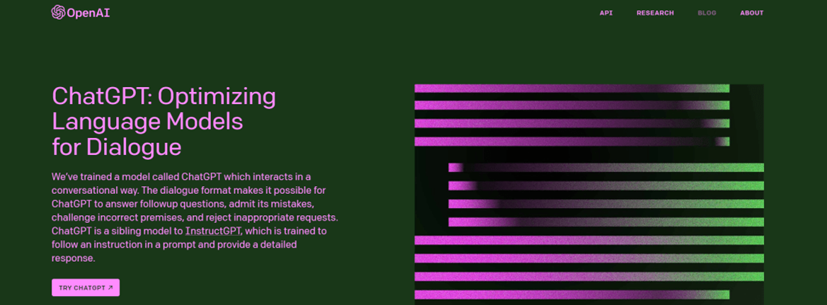 OpenAI
API RESEARCH BLOG ABOUT
ChatGPT: Optimizing
Language Models
for Dialogue
We’ve trained a model called ChatGPT which interacts in a
conversational way. The dialogue format makes it possible for
ChatGPT to answer followup questions, admit its mistakes,
challenge incorrect premises, and reject inappropriate requests.
ChatGPT is a sibling model to InstructGPT, which is trained to
follow an instruction in a prompt and provide a detailed
response.
TRY CHATGPT ↗